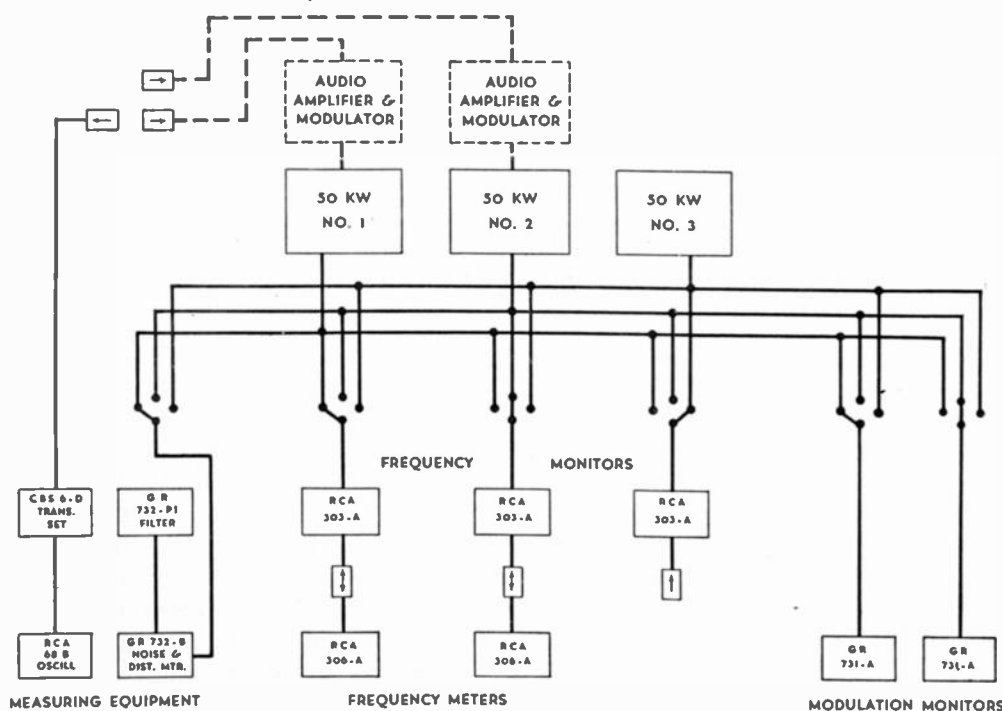 AUDIO
AMPLIFIER &
MODULATOR
AUDIO
AMPLIFIER &
MODULATOR
50 KW
NO. 1
50 KW
NO. 2
50 KW
NO. 3
FREQUENCY MONITORS
CBS 6-D
TRANS.
SET
GR
732-P1
FILTER
RCA
303-A
RCA
303-A
RCA
303-A
RCA
68 B
OSCILL
GR 732-B
NOISE &
DIST. MTR.
RCA
306-A
RCA
306-A
GR
731-A
GR
731-A
MEASURING EQUIPMENT
FREQUENCY METERS
MODULATION MONITORS